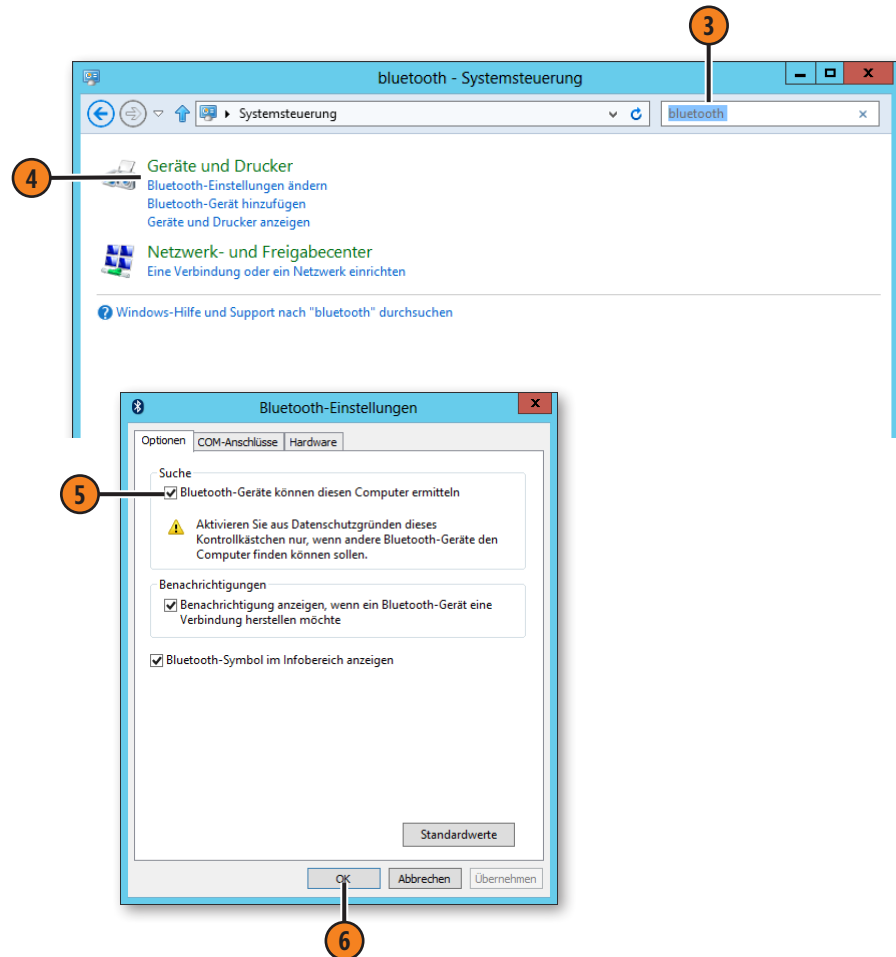 3
bluetooth - Systemsteuerung
Systemsteuerung
bluetooth
4
Geräte und Drucker
Bluetooth-Einstellungen ändern
Bluetooth-Gerät hinzufügen
Geräte und Drucker anzeigen
Netzwerk- und Freigabecenter
Eine Verbindung oder ein Netzwerk einrichten
Windows-Hilfe und Support nach "bluetooth" durchsuchen
Bluetooth-Einstellungen
Optionen COM-Anschlüsse Hardware
Suche
5
Bluetooth-Geräte können diesen Computer ermitteln
Aktivieren Sie aus Datenschutzgründen dieses
Kontrollkästchen nur, wenn andere Bluetooth-Geräte den
Computer finden können sollen.
Benachrichtigungen
Benachrichtigung anzeigen, wenn ein Bluetooth-Gerät eine
Verbindung herstellen möchte
Bluetooth-Symbol im Infobereich anzeigen
Standardwerte
OK Abbrechen Übernehmen
6